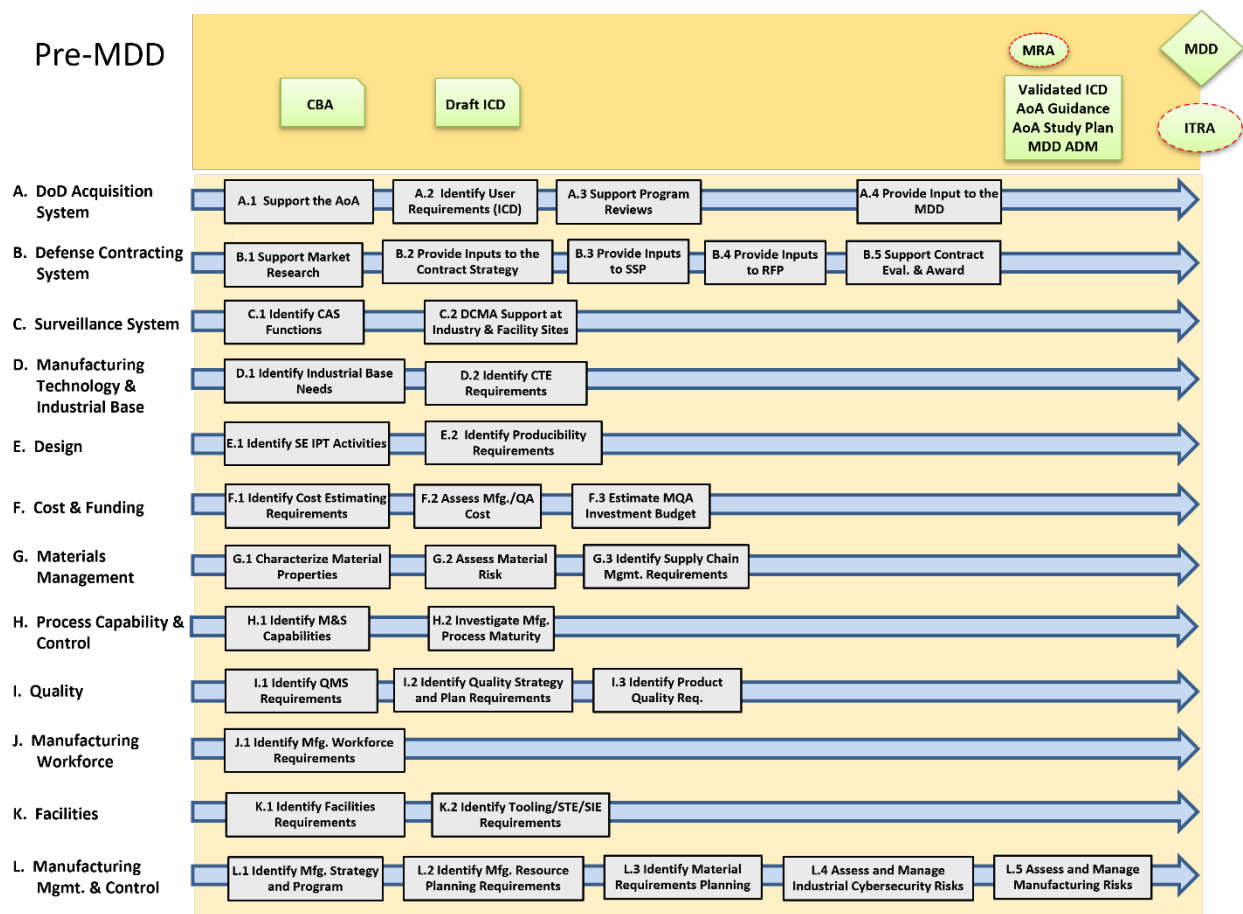 Pre-MDD
CBA
Draft ICD
MRA
Validated ICD
AoA Guidance
AoA Study Plan
MDD ADM
MDD
ITRA
A. DoD Acquisition
System
A.1 Support the AoA
A.2 Identify User
Requirements (ICD)
A.3 Support Program
Reviews
A.4 Provide Input to the
MDD
B. Defense Contracting
System
B.1 Support Market
Research
B.2 Provide Inputs to the
Contract Strategy
B.3 Provide Inputs
to SSP
B.4 Provide Inputs
to RFP
B.5 Support Contract
Eval. & Award
C. Surveillance System
C.1 Identify CAS
Functions
C.2 DCMA Support at
Industry & Facility Sites
D. Manufacturing
Technology &
Industrial Base
D.1 Identify Industrial Base
Needs
D.2 Identify CTE
Requirements
E. Design
E.1 Identify SE IPT Activities
E.2 Identify Producibility
Requirements
F. Cost & Funding
F.1 Identify Cost Estimating
Requirements
F.2 Assess Mfg./QA
Cost
F.3 Estimate MQA
Investment Budget
G. Materials
Management
G.1 Characterize Material
Properties
G.2 Assess Material
Risk
G.3 Identify Supply Chain
Mgmt. Requirements
H. Process Capability &
Control
H.1 Identify M&S
Capabilities
H.2 Investigate Mfg.
Process Maturity
I. Quality
I.1 Identify QMS
Requirements
I.2 Identify Quality Strategy
and Plan Requirements
I.3 Identify Product
Quality Req.
J. Manufacturing
Workforce
J.1 Identify Mfg. Workforce
Requirements
K. Facilities
K.1 Identify Facilities
Requirements
K.2 Identify Tooling/STE/SIE
Requirements
L. Manufacturing
Mgmt. & Control
L.1 Identify Mfg. Strategy
and Program
L.2 Identify Mfg. Resource
Planning Requirements
L.3 Identify Material
Requirements Planning
L.4 Assess and Manage
Industrial Cybersecurity Risks
L.5 Assess and Manage
Manufacturing Risks